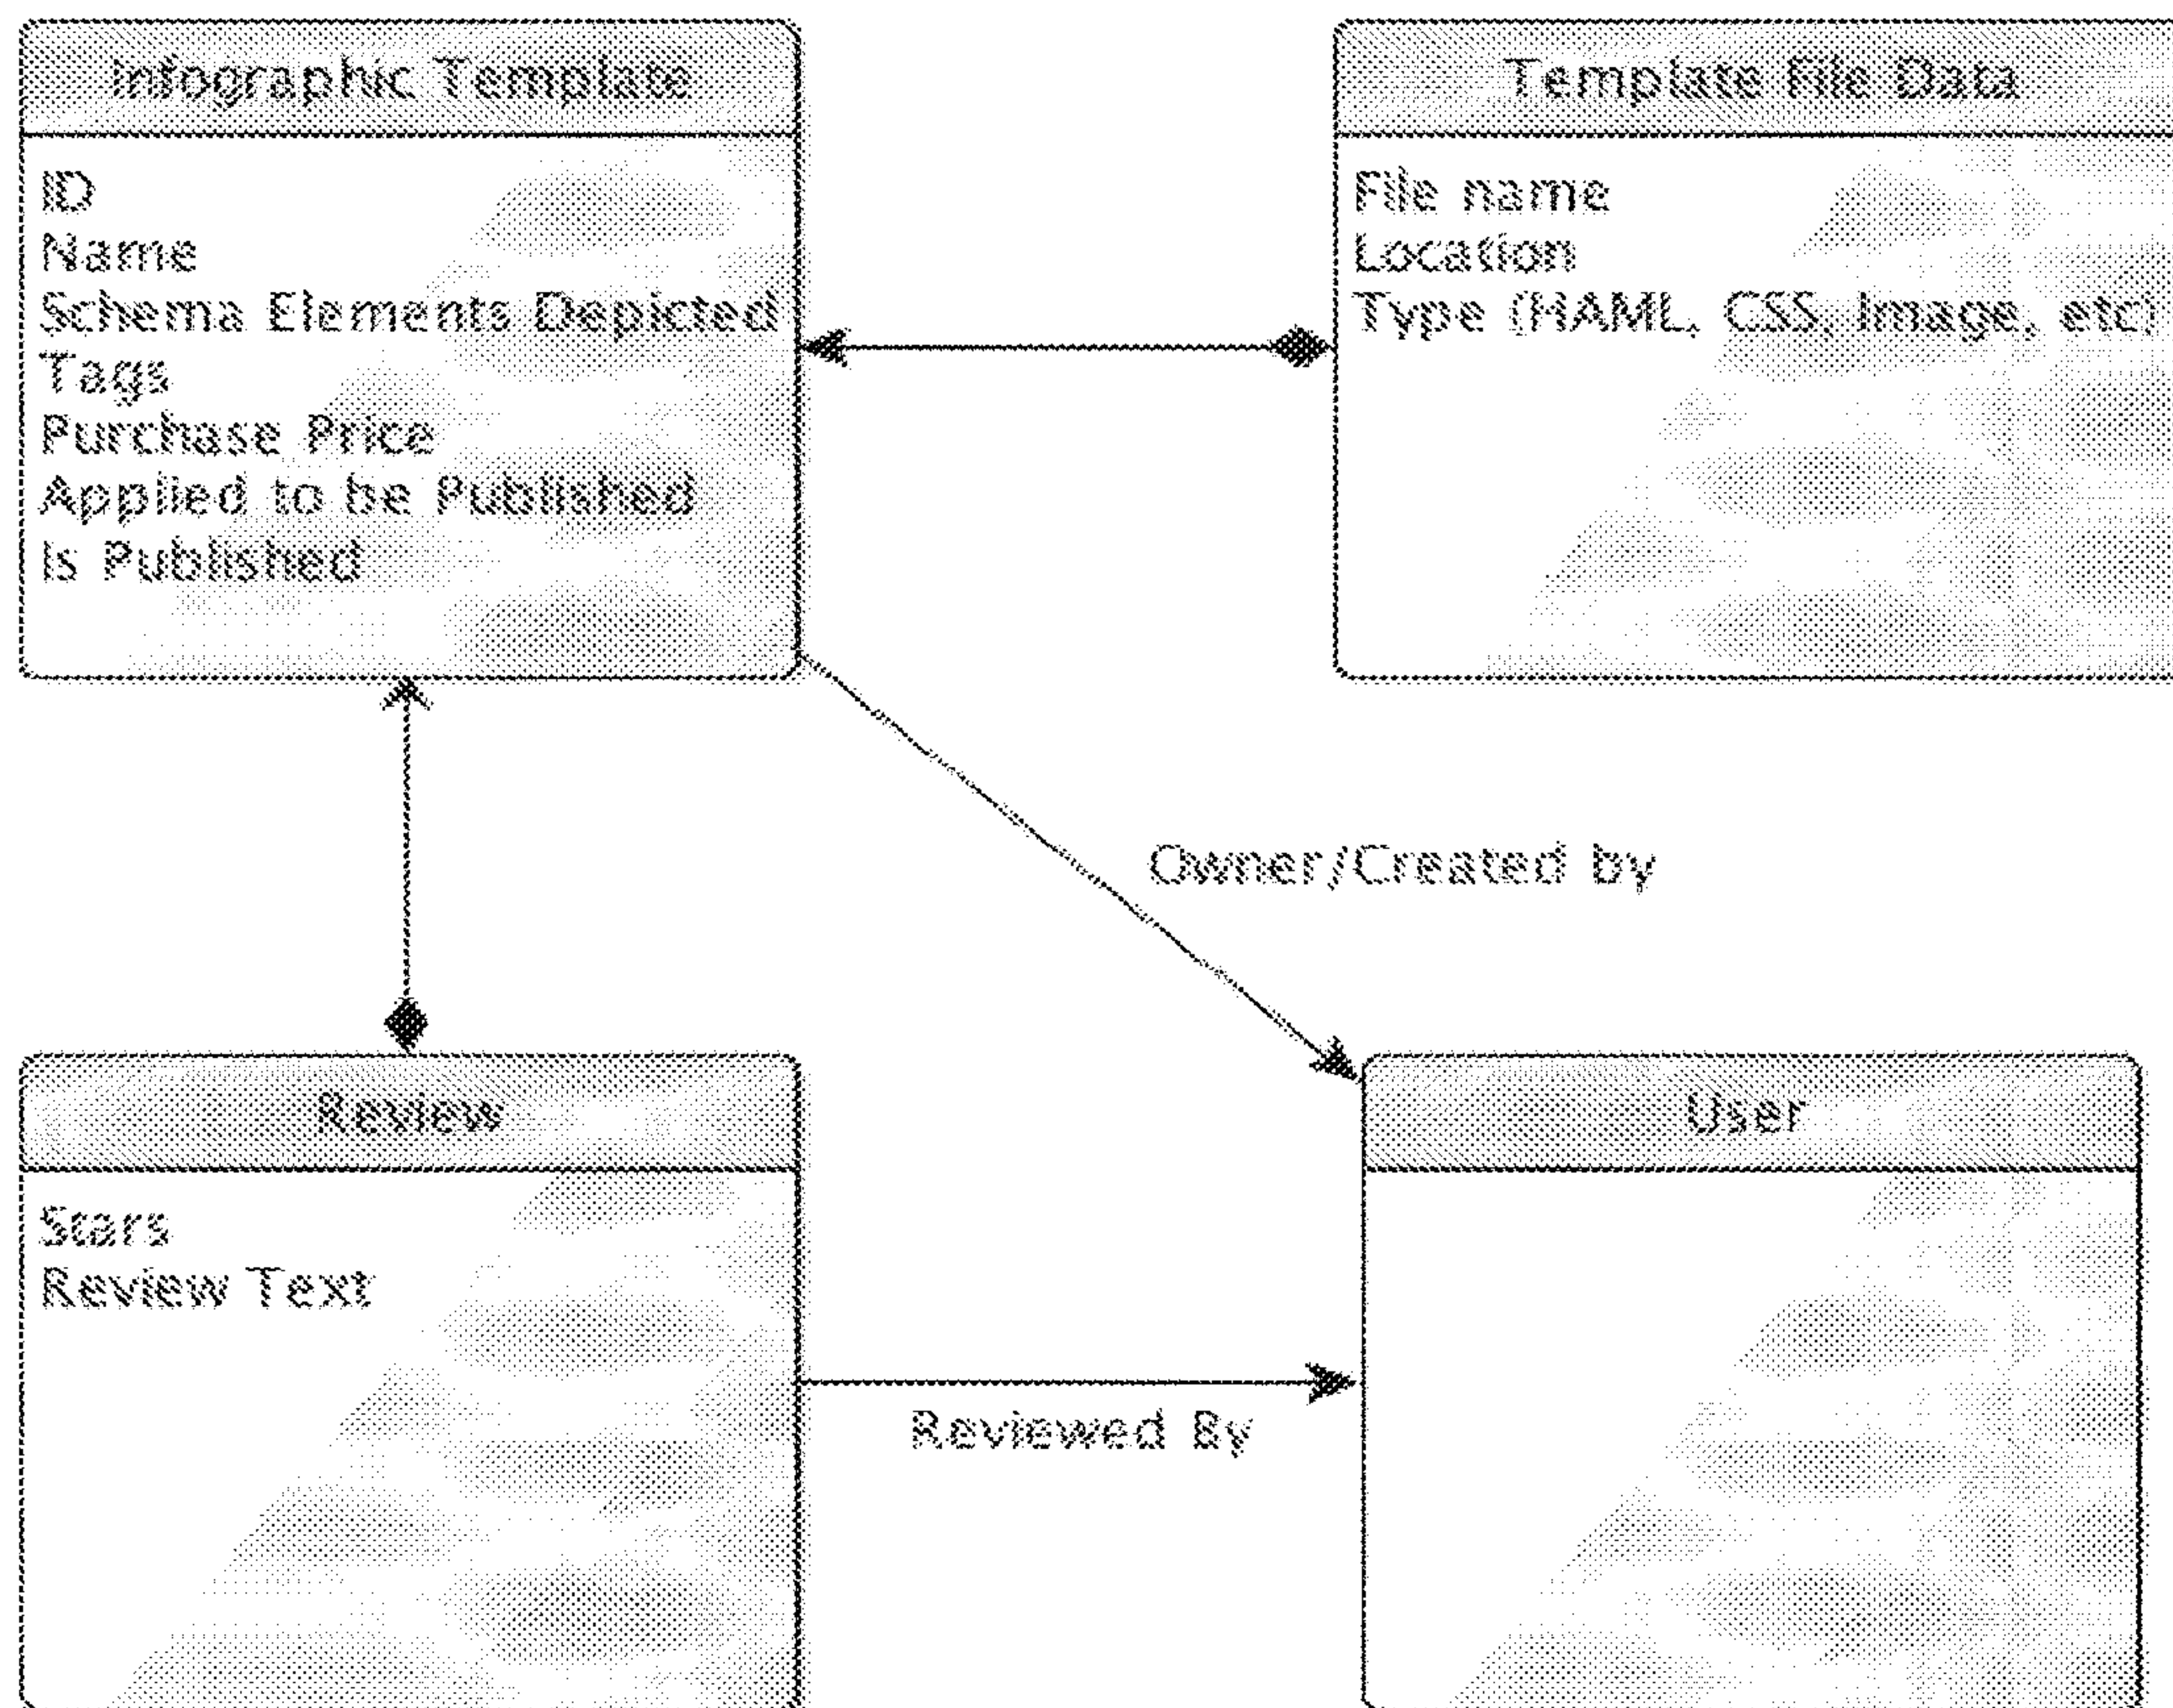 Infographic Template
ID
Name
Schema Elements Depicted
Tags
Purchase Price
Applied to be Published
Is Published
Template File Data
File name
Location
Type (HAML, CSS, Image, etc)
Owner/Created by
Review
Stars
Review Text
Reviewed By
User